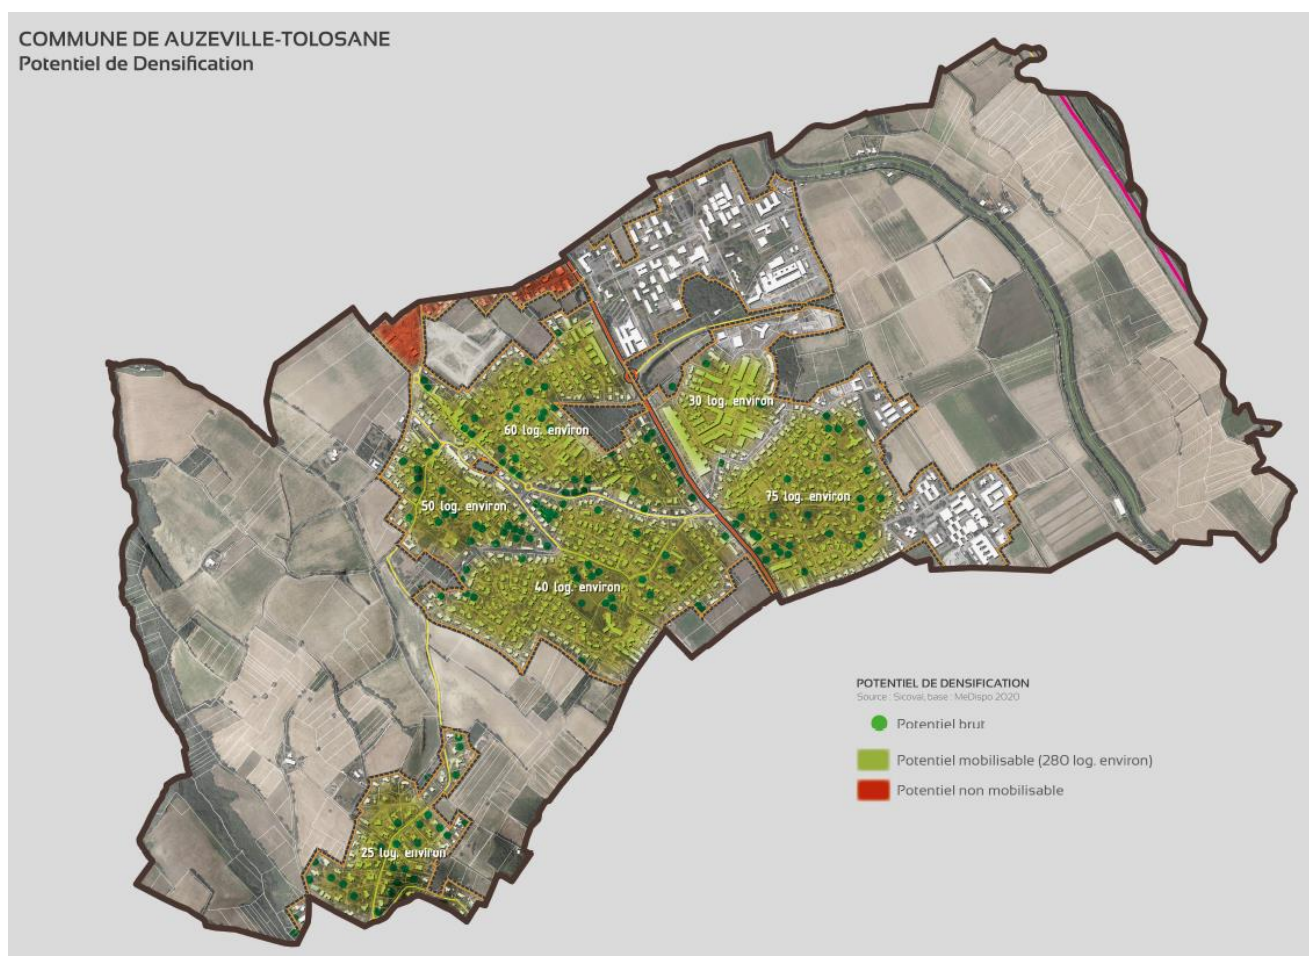 COMMUNE DE AUZEVILLE-TOLOSANE
Potentiel de Densification
30 log. environ
60 log. environ
75 log. environ
50 log. environ
40 log. environ
25 log. environ
POTENTIEL DE DENSIFICATION
Source : Sicoval, base : MeDispo 2020
Potentiel brut
Potentiel mobilisable (280 log. environ)
Potentiel non mobilisable